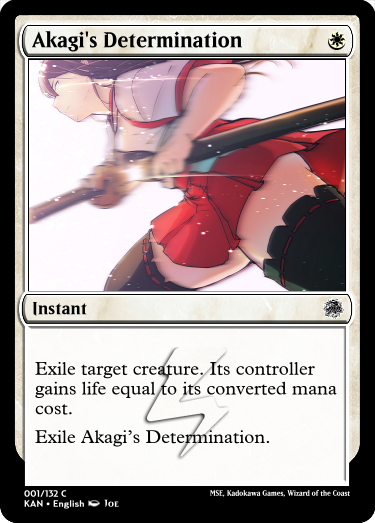 Akagi's Determination
Instant
Exile target creature. Its controller
gains life equal to its converted mana
cost.
Exile Akagi's Determination.
001/132 C
KAN • English JOE
MSE, Kadokawa Games, Wizard of the Coast